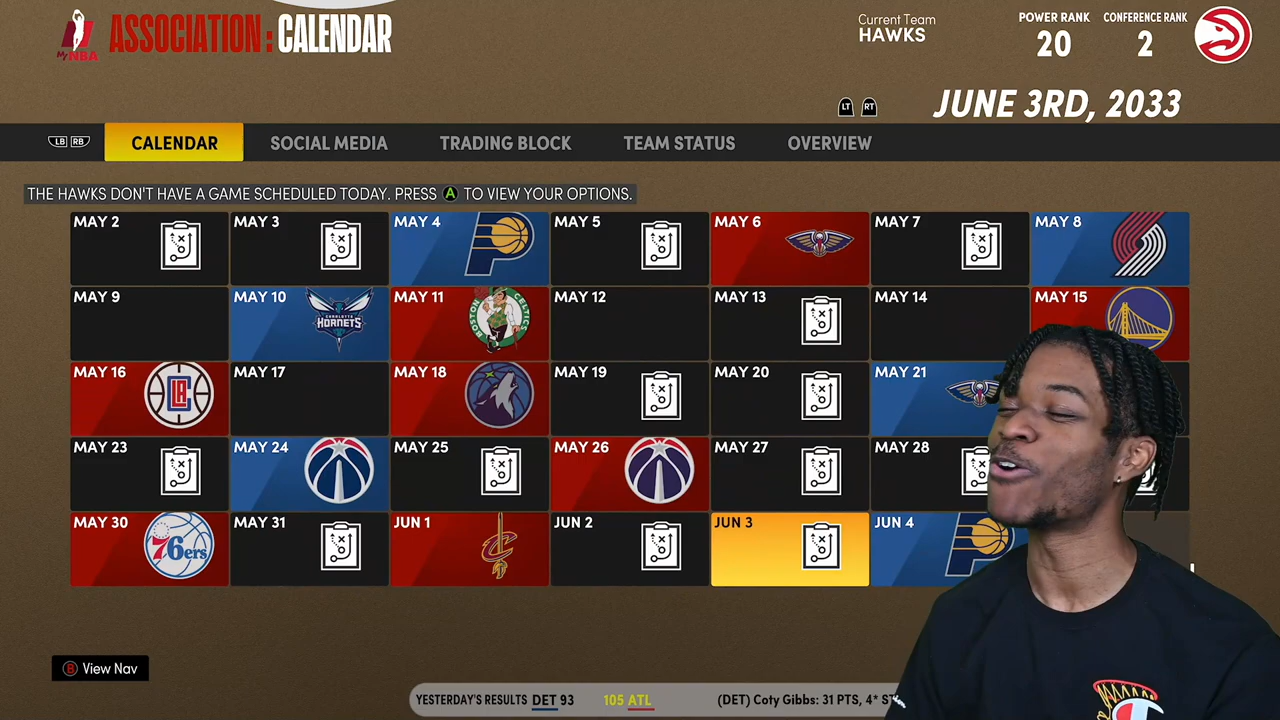 MyNBA
ASSOCIATION : CALENDAR
Current Team
HAWKS
POWER RANK
20
CONFERENCE RANK
2
LT RT
JUNE 3RD, 2033
LB RB
CALENDAR
SOCIAL MEDIA
TRADING BLOCK
TEAM STATUS
OVERVIEW
THE HAWKS DON'T HAVE A GAME SCHEDULED TODAY. PRESS A TO VIEW YOUR OPTIONS.
MAY 2
MAY 3
MAY 4
MAY 5
MAY 6
MAY 7
MAY 8
MAY 9
MAY 10
CHARLOTTE
HORNETS
MAY 11
BOSTON
CELTICS
MAY 12
MAY 13
MAY 14
MAY 15
MAY 16
LAC
MAY 17
MAY 18
MAY 19
MAY 20
MAY 21
MAY 23
MAY 24
MAY 25
MAY 26
MAY 27
MAY 28
MAY 30
76ers
MAY 31
JUN 1
JUN 2
JUN 3
JUN 4
B View Nav
YESTERDAY'S RESULTS DET 93 105 ATL (DET) Coty Gibbs: 31 PTS, 4* ST